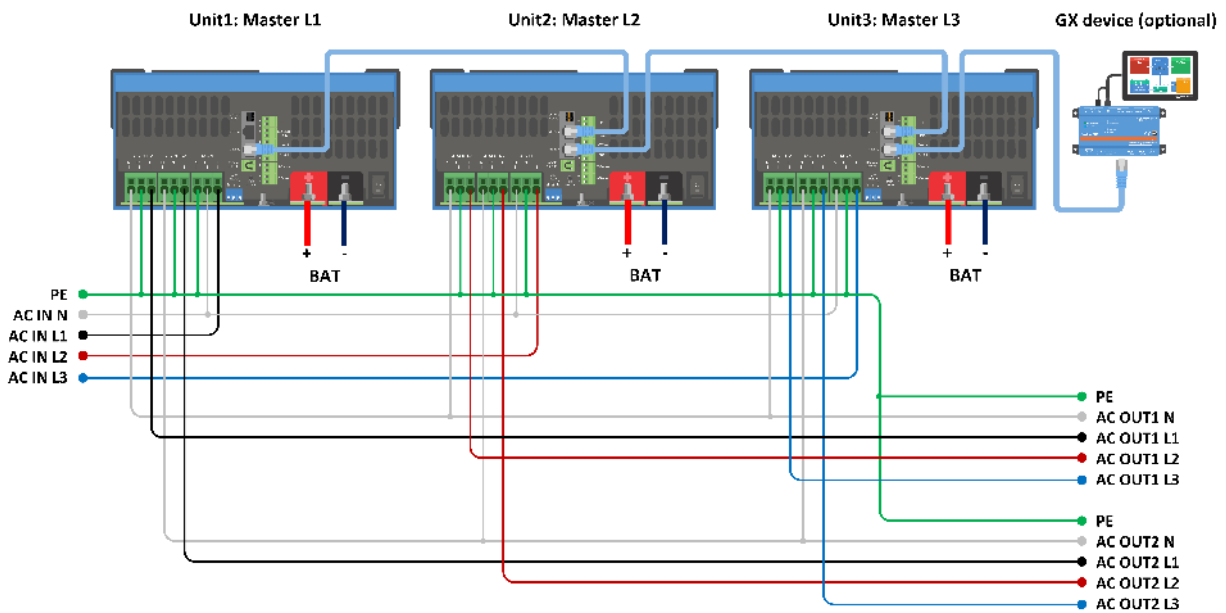 Unit1: Master L1
Unit2: Master L2
Unit3: Master L3
GX device (optional)
+
-
BAT
+
-
BAT
+
-
BAT
PE
AC IN N
AC IN L1
AC IN L2
AC IN L3
PE
AC OUT1 N
AC OUT1 L1
AC OUT1 L2
AC OUT1 L3
PE
AC OUT2 N
AC OUT2 L1
AC OUT2 L2
AC OUT2 L3